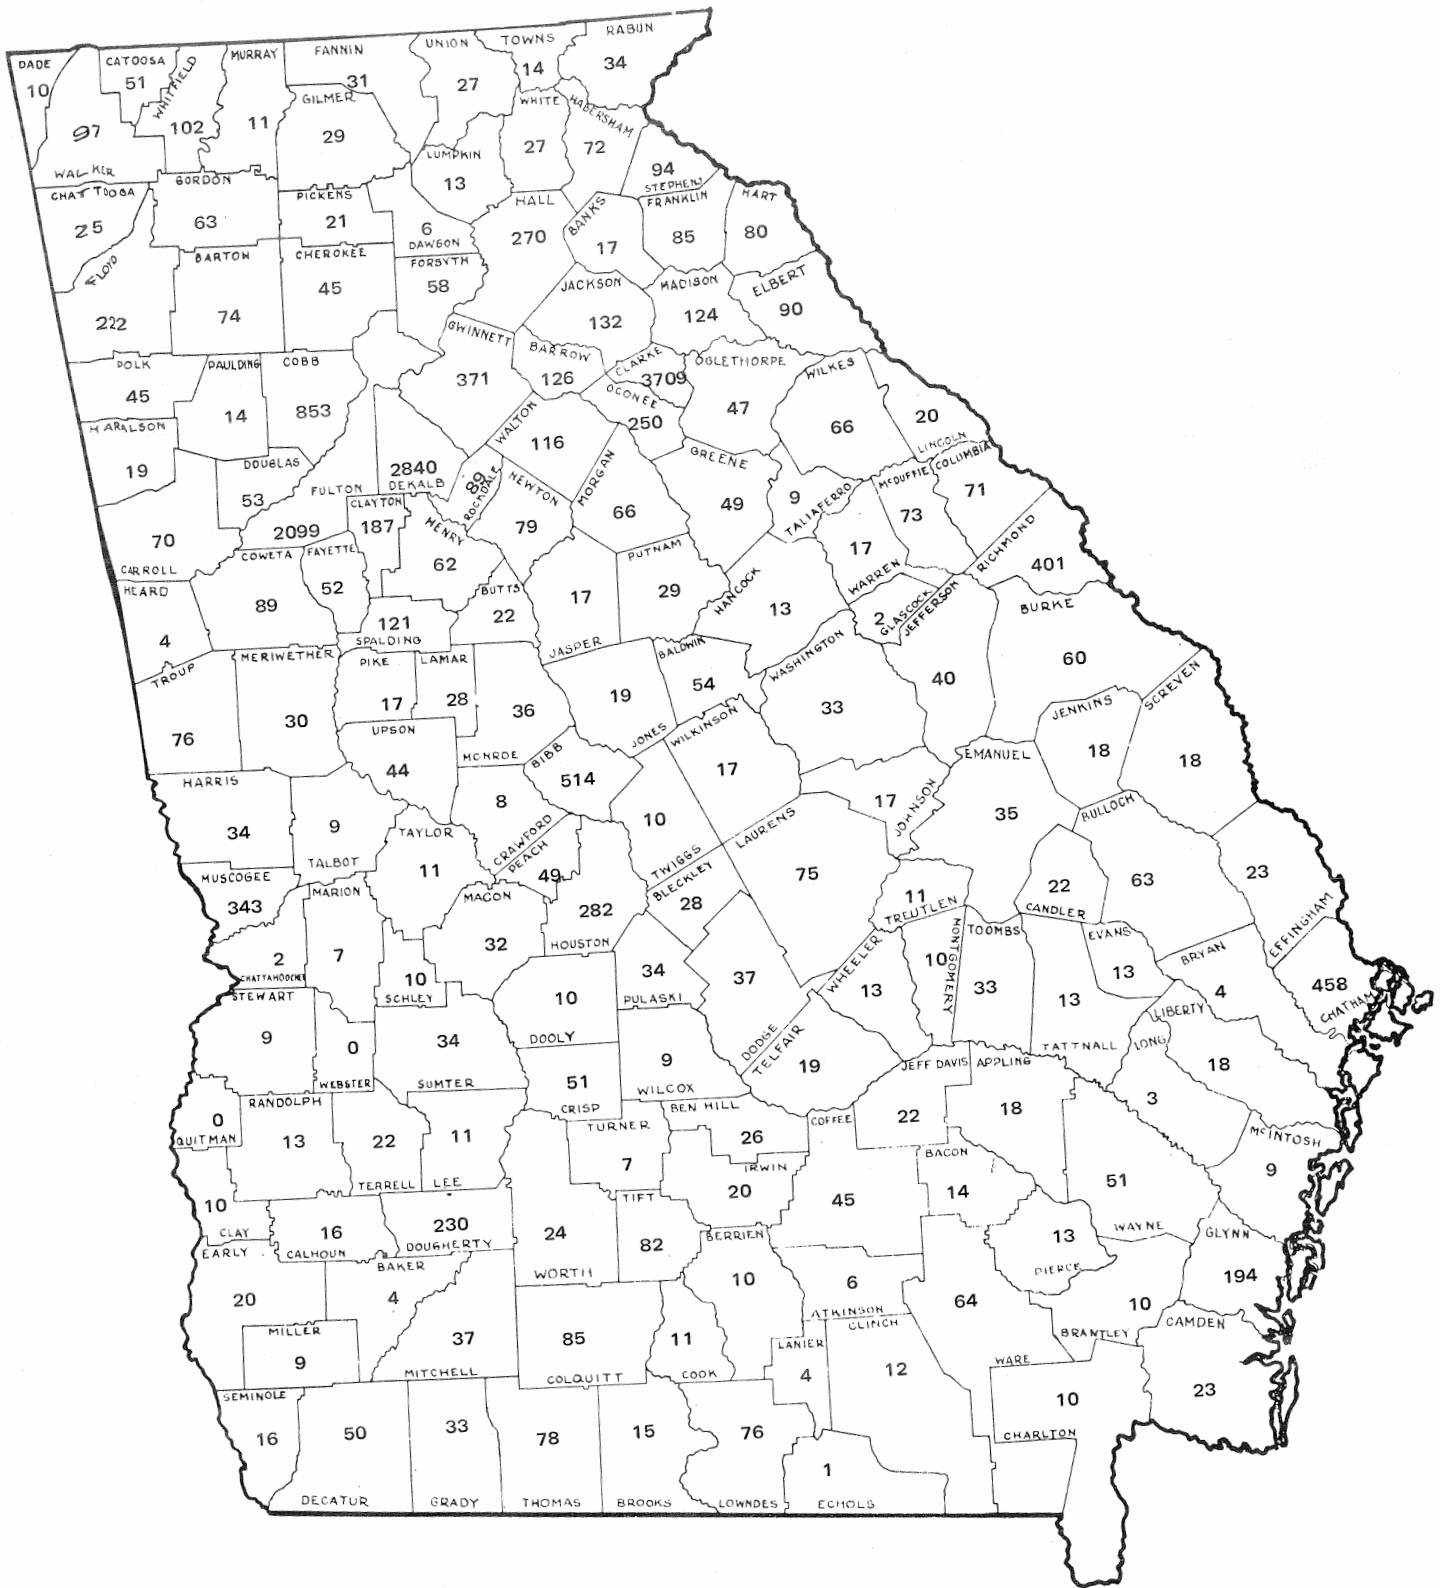 RABUN
34
TOWNS
14
UNION
27
FANNIN
31
MURRAY
11
CATOOSA
51
WHITFIELD
102
DADE
10
97
WALKER
GILMER
29
WHITE
27
HABERSHAM
72
LUMPKIN
13
94
STEPHENS
FRANKLIN
85
HART
80
CHATTOOGA
25
GORDON
63
PICKENS
21
6
DAWSON
HALL
270
BANKS
17
FLOYD
222
BARTON
74
CHEROKEE
45
FORSYTH
58
JACKSON
132
MADISON
124
ELBERT
90
GWINNETT
371
BARROW
126
CLARKE
3709
OCONEE
250
OGLETHORPE
47
WILKES
66
20
LINCOLN
POLK
45
PAULDING
14
COBB
853
HARALSON
19
DOUGLAS
53
FULTON
2099
2840
DEKALB
89
ROCKDALE
WALTON
116
NEWTON
79
MORGAN
66
GREENE
49
9
TALIAFERRO
McDUFFIE
73
COLUMBIA
71
70
CARROLL
COWETA
89
FAYETTE
52
CLAYTON
187
HENRY
62
BUTTS
22
17
JASPER
PUTNAM
29
HANCOCK
13
17
WARREN
2
GLASCOCK
JEFFERSON
40
RICHMOND
401
BURKE
60
HEARD
4
TROUP
76
MERIWETHER
30
121
SPALDING
PIKE
17
LAMAR
28
36
MONROE
19
JONES
BALDWIN
54
WILKINSON
17
WASHINGTON
33
JENKINS
18
SCREVEN
18
HARRIS
34
9
TALBOT
UPSON
44
TAYLOR
11
8
CRAWFORD
BIBB
514
PEACH
49
10
TWIGGS
BLECKLEY
28
LAURENS
75
17
JOHNSON
EMANUEL
35
BULLOCH
63
23
EFFINGHAM
MUSCOGEE
343
2
CHATTAHOOCHEE
MARION
7
10
SCHLEY
MACON
32
282
HOUSTON
34
PULASKI
37
DODGE
11
TREUTLEN
WHEELER
13
MONTGOMERY
10
TOOMBS
33
22
CANDLER
EVANS
13
13
TATTNALL
BRYAN
4
458
CHATHAM
STEWART
9
0
WEBSTER
34
SUMTER
10
DOOLY
51
CRISP
9
WILCOX
TELFAIR
19
JEFF DAVIS
22
APPLING
18
LONG
3
LIBERTY
18
McINTOSH
9
0
QUITMAN
RANDOLPH
13
22
TERRELL
11
LEE
TURNER
7
BEN HILL
26
IRWIN
20
COFFEE
45
BACON
14
51
WAYNE
10
CLAY
16
CALHOUN
230
DOUGHERTY
24
WORTH
TIFT
82
BERRIEN
10
6
ATKINSON
64
WARE
13
PIERCE
10
BRANTLEY
GLYNN
194
EARLY
20
BAKER
4
MILLER
9
37
MITCHELL
85
COLQUITT
11
COOK
LANIER
4
CLINCH
12
CAMDEN
23
10
CHARLTON
SEMINOLE
16
50
DECATUR
33
GRADY
78
THOMAS
15
BROOKS
76
LOWNDES
1
ECHOLS